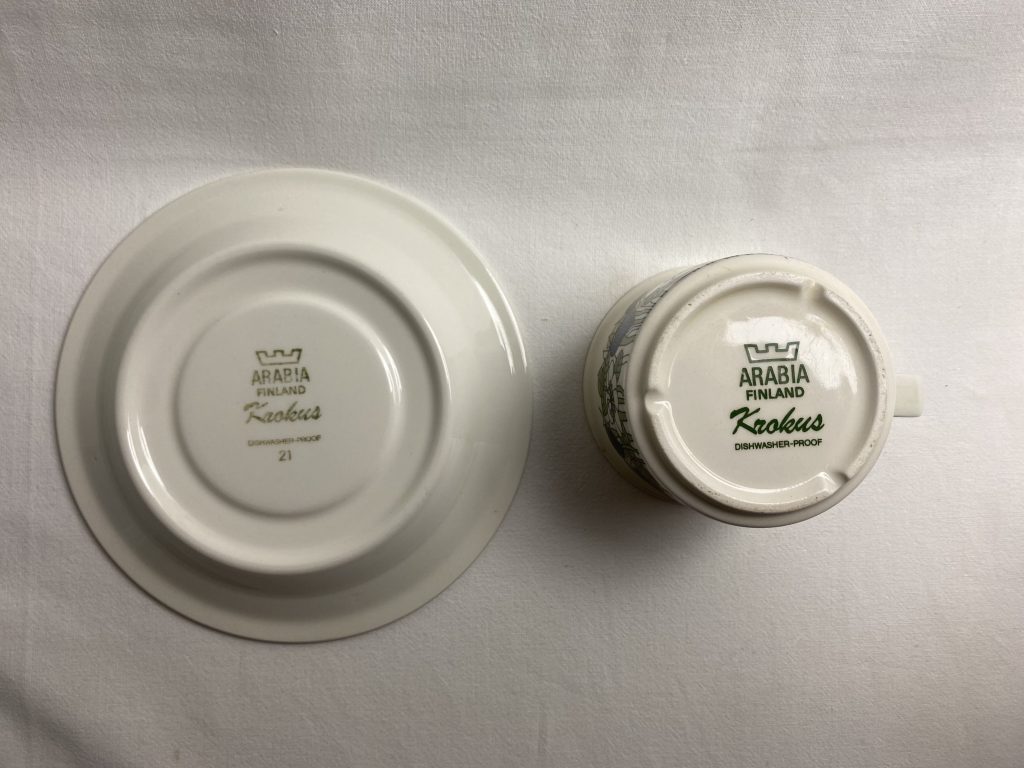 ARABIA
FINLAND
Krokus
DISHWASHER-PROOF
21
ARABIA
FINLAND
Krokus
DISHWASHER-PROOF